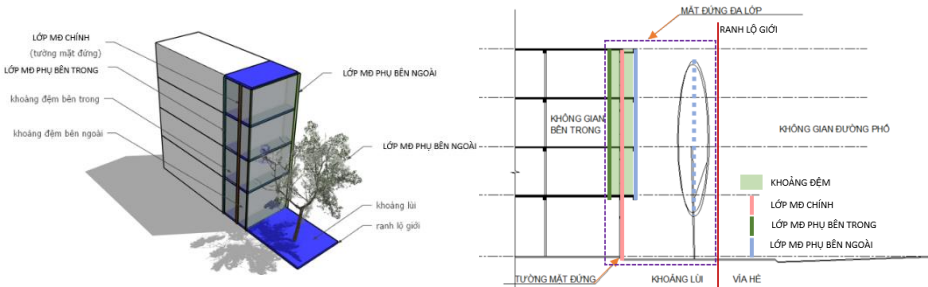 LỚP MĐ CHÍNH
(tường mặt đứng)
LỚP MĐ PHỤ BÊN TRONG
khoảng đệm bên trong
khoảng đệm bên ngoài
LỚP MĐ PHỤ BÊN NGOÀI
LỚP MĐ PHỤ BÊN NGOÀI
khoảng lùi
ranh lộ giới
MẶT ĐỨNG ĐA LỚP
RANH LỘ GIỚI
KHÔNG GIAN
BÊN TRONG
KHÔNG GIAN ĐƯỜNG PHỐ
KHOẢNG ĐỆM
LỚP MĐ CHÍNH
LỚP MĐ PHỤ BÊN TRONG
LỚP MĐ PHỤ BÊN NGOÀI
TƯỜNG MẶT ĐỨNG
KHOẢNG LÙI
VỈA HÈ